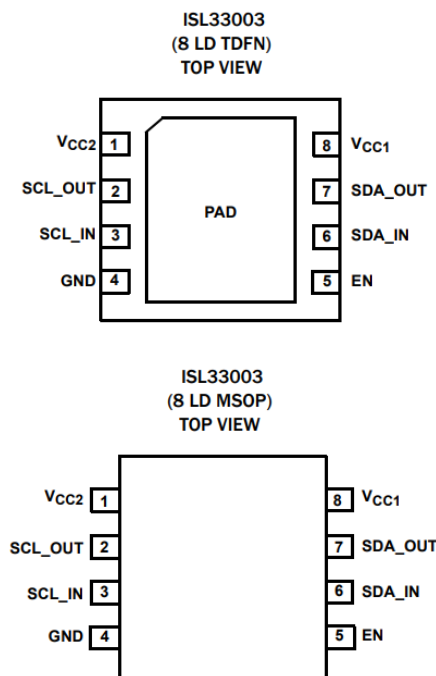 ISL33003
(8 LD TDFN)
TOP VIEW
VCC2 1
8 VCC1
SCL_OUT 2
7 SDA_OUT
PAD
SCL_IN 3
6 SDA_IN
GND 4
5 EN
ISL33003
(8 LD MSOP)
TOP VIEW
VCC2 1
8 VCC1
SCL_OUT 2
7 SDA_OUT
SCL_IN 3
6 SDA_IN
GND 4
5 EN